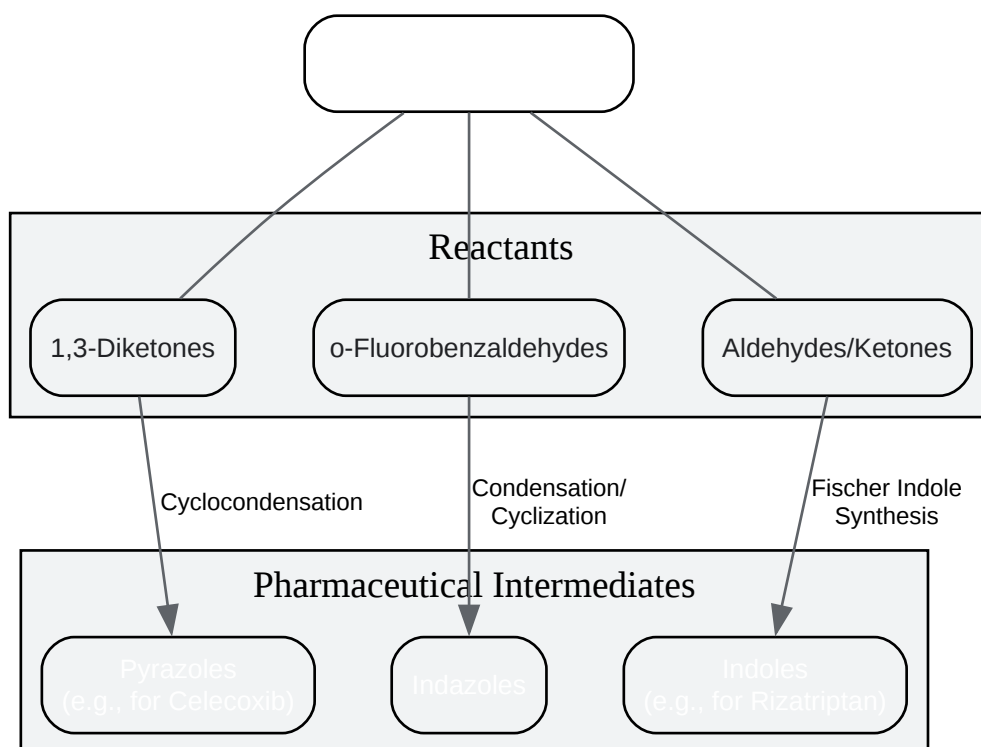 Reactants
1,3-Diketones
o-Fluorobenzaldehydes
Aldehydes/Ketones
Cyclocondensation
Condensation/
Cyclization
Fischer Indole
Synthesis
Pharmaceutical Intermediates
Pyrazoles
(e.g., for Celecoxib)
Indazoles
Indoles
(e.g., for Rizatriptan)